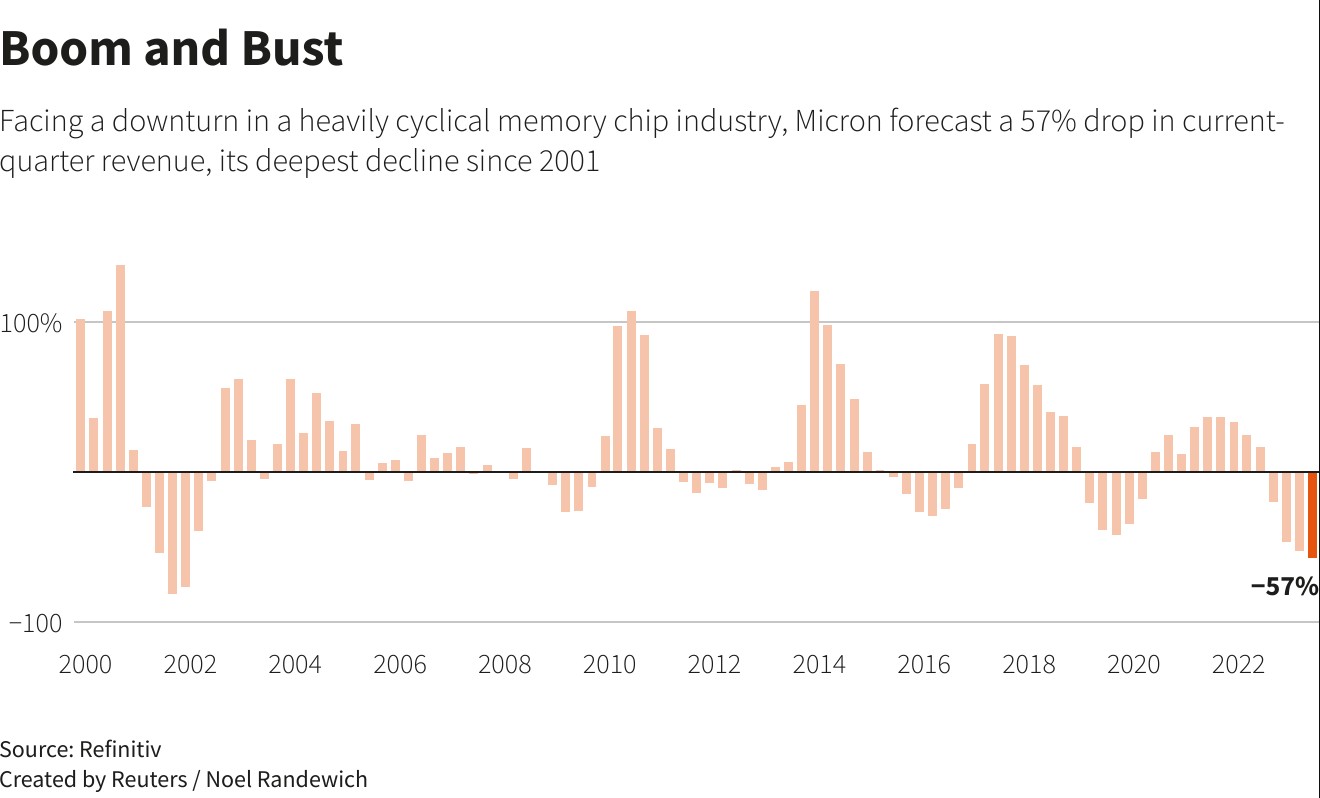 Boom and Bust
Facing a downturn in a heavily cyclical memory chip industry, Micron forecast a 57% drop in current-
quarter revenue, its deepest decline since 2001
100%
−57%
−100
2000 2002 2004 2006 2008 2010 2012 2014 2016 2018 2020 2022
Source: Refinitiv
Created by Reuters / Noel Randewich